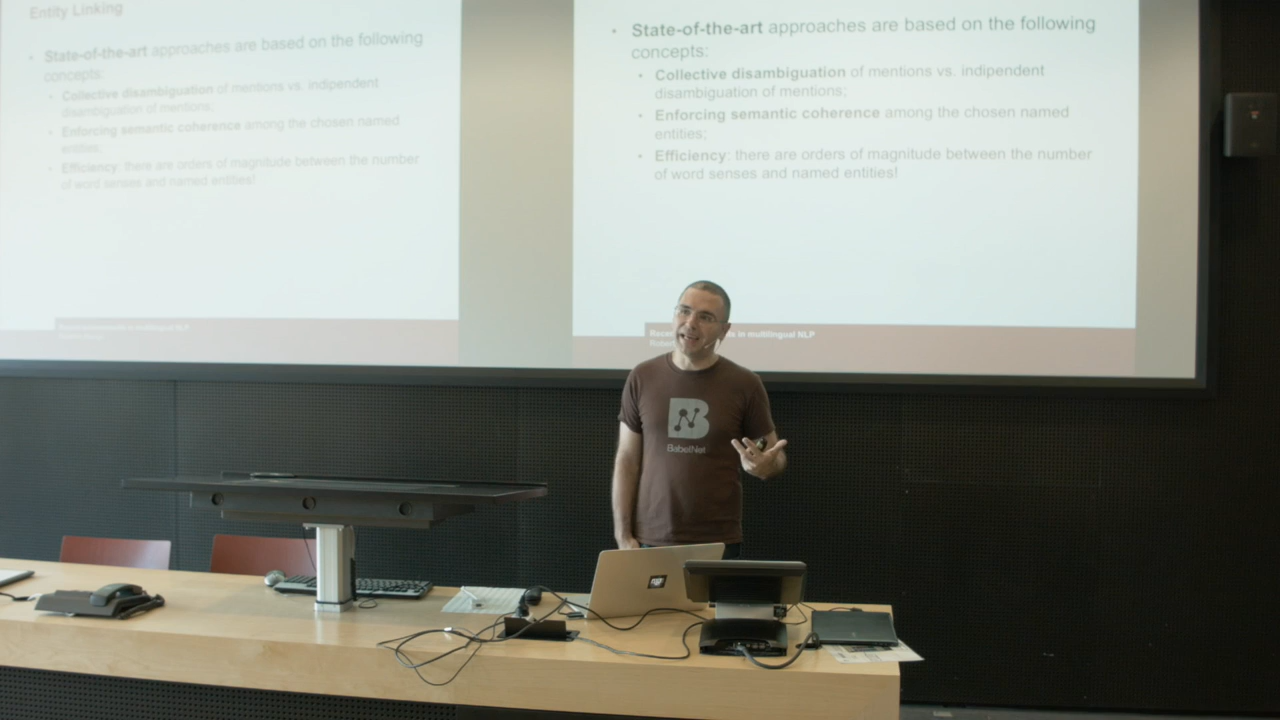 Entity Linking
State-of-the-art approaches are based on the following
concepts:
Collective disambiguation of mentions vs. indipendent
disambiguation of mentions;
Enforcing semantic coherence among the chosen named
entities;
Efficiency: there are orders of magnitude between the number
of word senses and named entities!
State-of-the-art approaches are based on the following
concepts:
Collective disambiguation of mentions vs. indipendent
disambiguation of mentions;
Enforcing semantic coherence among the chosen named
entities;
Efficiency: there are orders of magnitude between the number
of word senses and named entities!
in multilingual NLP
B
BabelNet